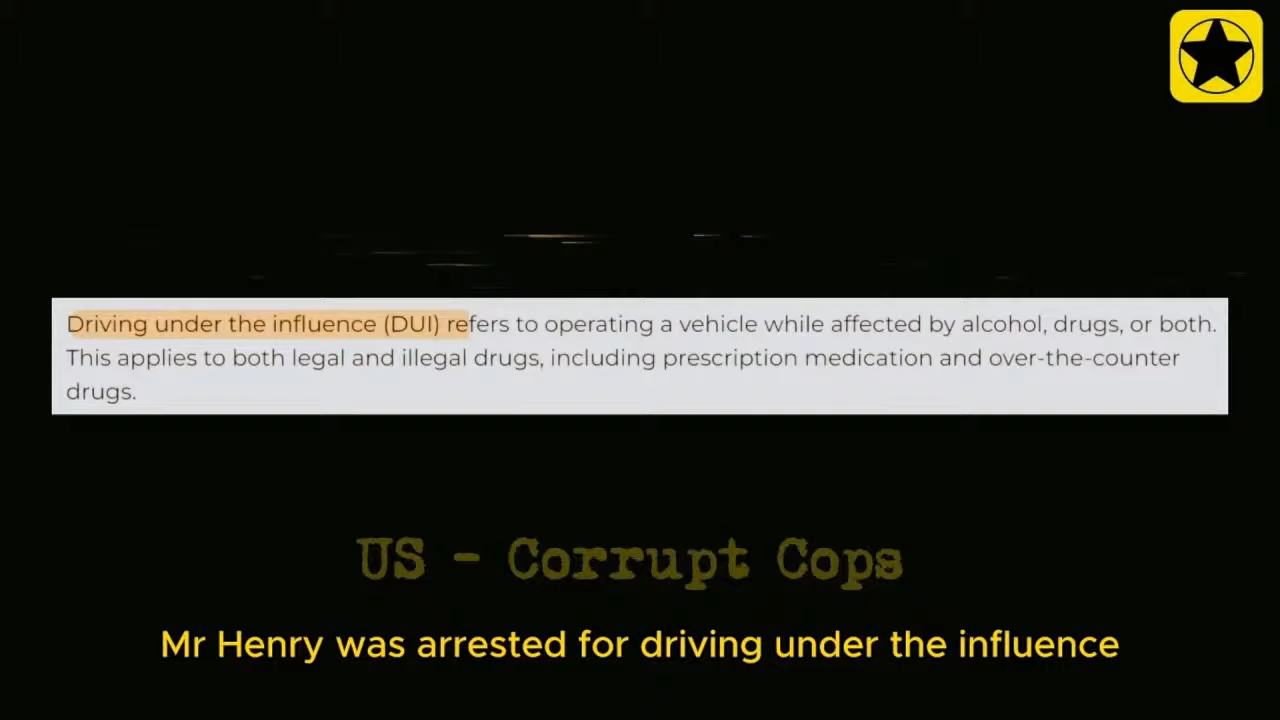 Driving under the influence (DUI) refers to operating a vehicle while affected by alcohol, drugs, or both.
This applies to both legal and illegal drugs, including prescription medication and over-the-counter
drugs.
US - Corrupt Cops
Mr Henry was arrested for driving under the influence